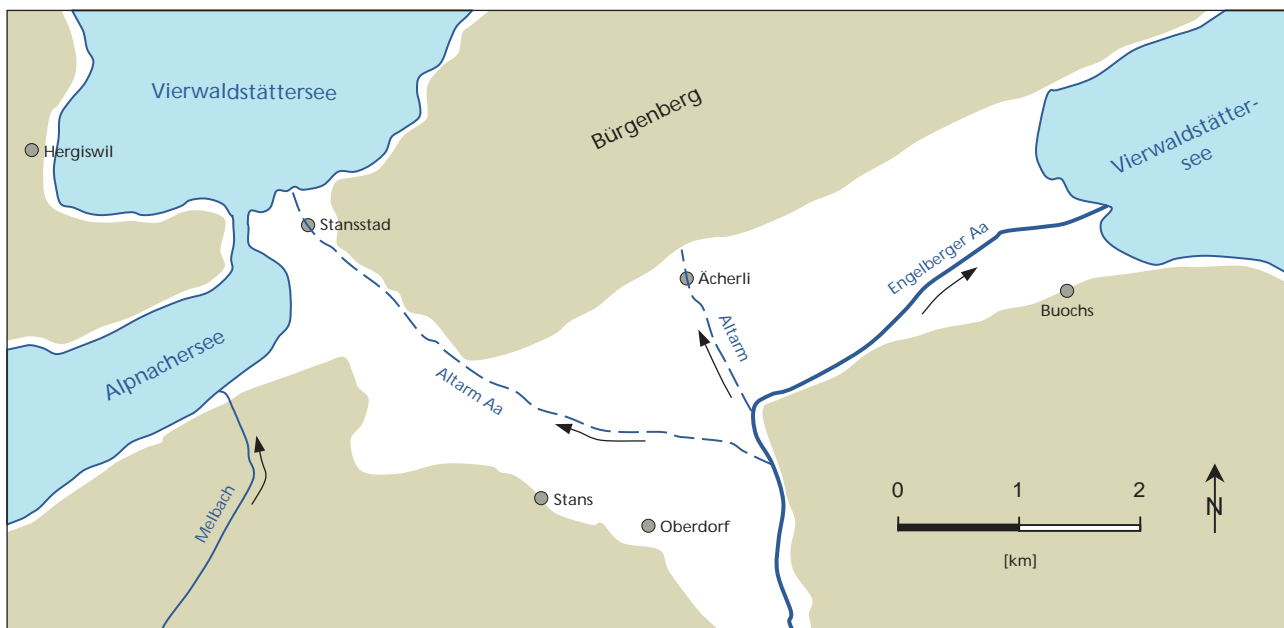 Vierwaldstättersee
Bürgenberg
Vierwaldstätter-
see
Hergiswil
Stansstad
Ächerli
Engelberger Aa
Buochs
Altarm
Alpnachersee
Altarm Aa
Melbach
Stans
Oberdorf
0 1 2
[km]
N